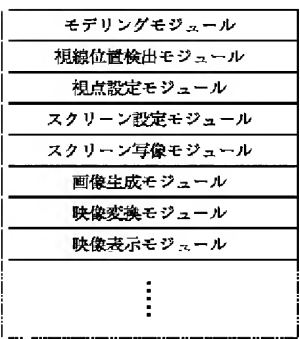 モデリングモジュール
視線位置検出モジュール
視点設定モジュール
スクリーン設定モジュール
スクリーン写像モジュール
画像生成モジュール
映像変換モジュール
映像表示モジュール